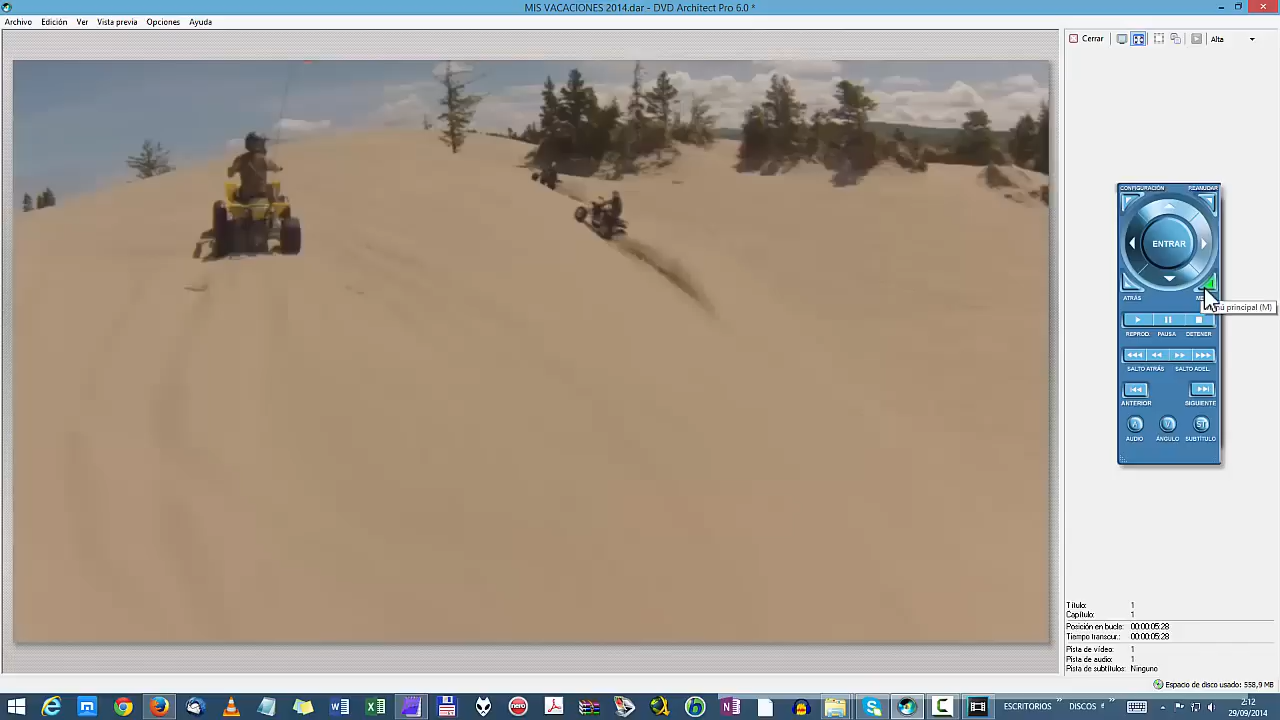 MIS VACACIONES 2014.dar - DVD Architect Pro 6.0 *
Archivo Edición Ver Vista previa Opciones Ayuda
Cerrar Alta
CONFIGURACIÓN REANUDAR
ENTRAR
ATRÁS
Menú principal (M)
REPROD. PAUSA DETENER
SALTO ATRÁS SALTO ADEL.
ANTERIOR SIGUIENTE
A V ST
AUDIO ÁNGULO SUBTÍTULO
Título: 1
Capítulo: 1
Posición en bucle: 00:00:05:28
Tiempo transcur.: 00:00:05:28
Pista de vídeo: 1
Pista de audio: 1
Pista de subtítulos: Ninguno
Espacio de disco usado: 558,9 MB
ESCRITORIOS DISCOS
2:12
29/09/2014